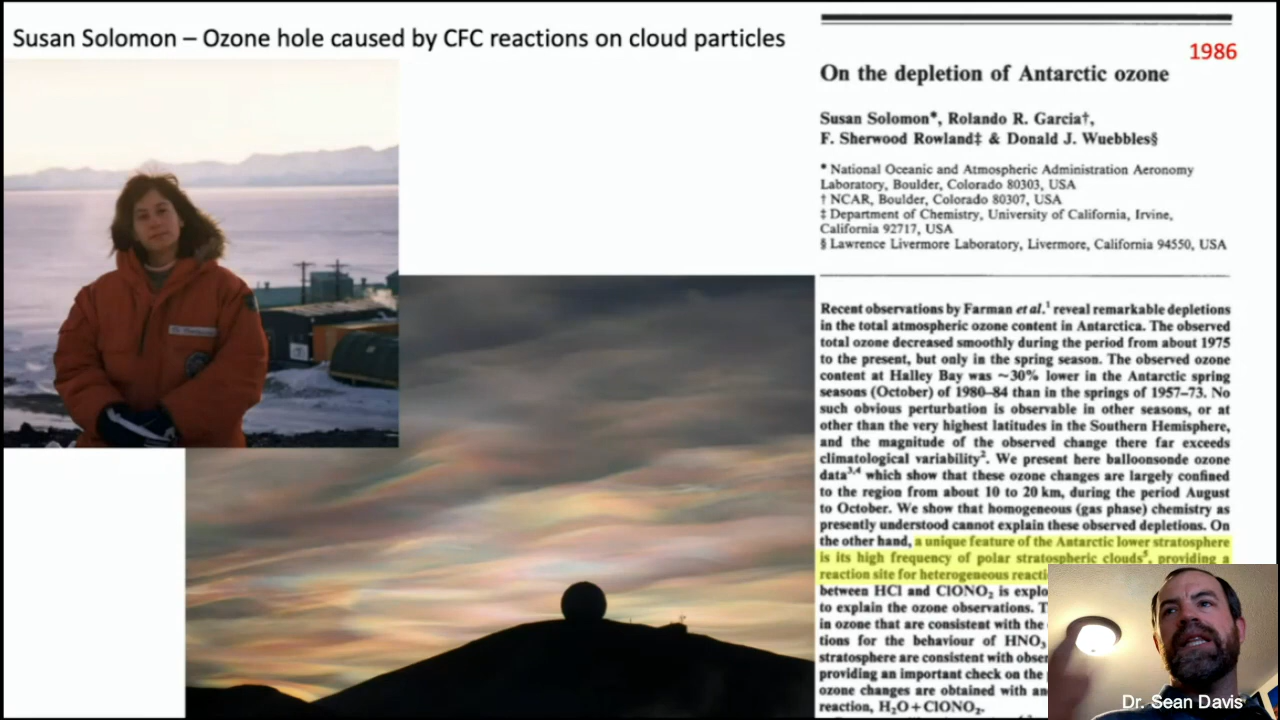 Susan Solomon – Ozone hole caused by CFC reactions on cloud particles
1986
On the depletion of Antarctic ozone
Susan Solomon*, Rolando R. Garcia†,
F. Sherwood Rowland‡ & Donald J. Wuebbles§
* National Oceanic and Atmospheric Administration Aeronomy
Laboratory, Boulder, Colorado 80303, USA
† NCAR, Boulder, Colorado 80307, USA
‡ Department of Chemistry, University of California, Irvine,
California 92717, USA
§ Lawrence Livermore Laboratory, Livermore, California 94550, USA
Recent observations by Farman et al.¹ reveal remarkable depletions
in the total atmospheric ozone content in Antarctica. The observed
total ozone decreased smoothly during the period from about 1975
to the present, but only in the spring season. The observed ozone
content at Halley Bay was ~30% lower in the Antarctic spring
seasons (October) of 1980–84 than in the springs of 1957–73. No
such obvious perturbation is observable in other seasons, or at
other than the very highest latitudes in the Southern Hemisphere,
and the magnitude of the observed change there far exceeds
climatological variability². We present here balloonsonde ozone
data³,⁴ which show that these ozone changes are largely confined
to the region from about 10 to 20 km, during the period August
to October. We show that homogeneous (gas phase) chemistry as
presently understood cannot explain these observed depletions. On
the other hand, a unique feature of the Antarctic lower stratosphere
is its high frequency of polar stratospheric clouds⁵, providing a
reaction site for heterogeneous reacti
between HCl and ClONO₂ is explo
to explain the ozone observations. T
in ozone that are consistent with the
tions for the behaviour of HNO₃
stratosphere are consistent with obser
providing an important check on the
ozone changes are obtained with an
reaction, H₂O + ClONO₂.
Dr. Sean Davis